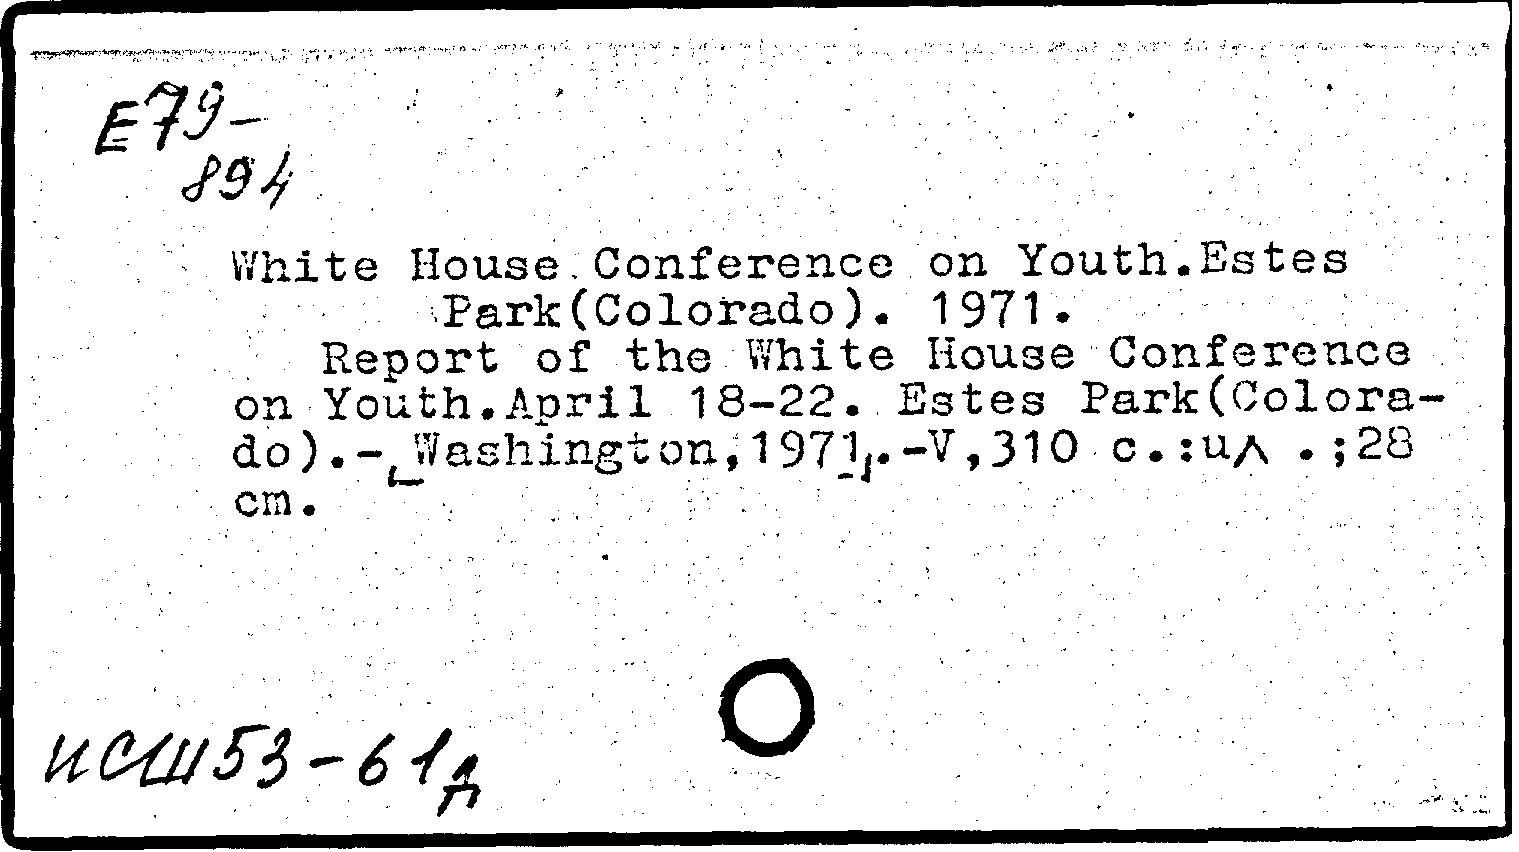 E79-
894
White House Conference on Youth.Estes
Park(Colorado). 1971.
Report of the White House Conference
on Youth.April 18-22. Estes Park(Colora-
do).-[Washington,1971].-V,310 c.:ил .;28
cm.
ИСШ53-61д